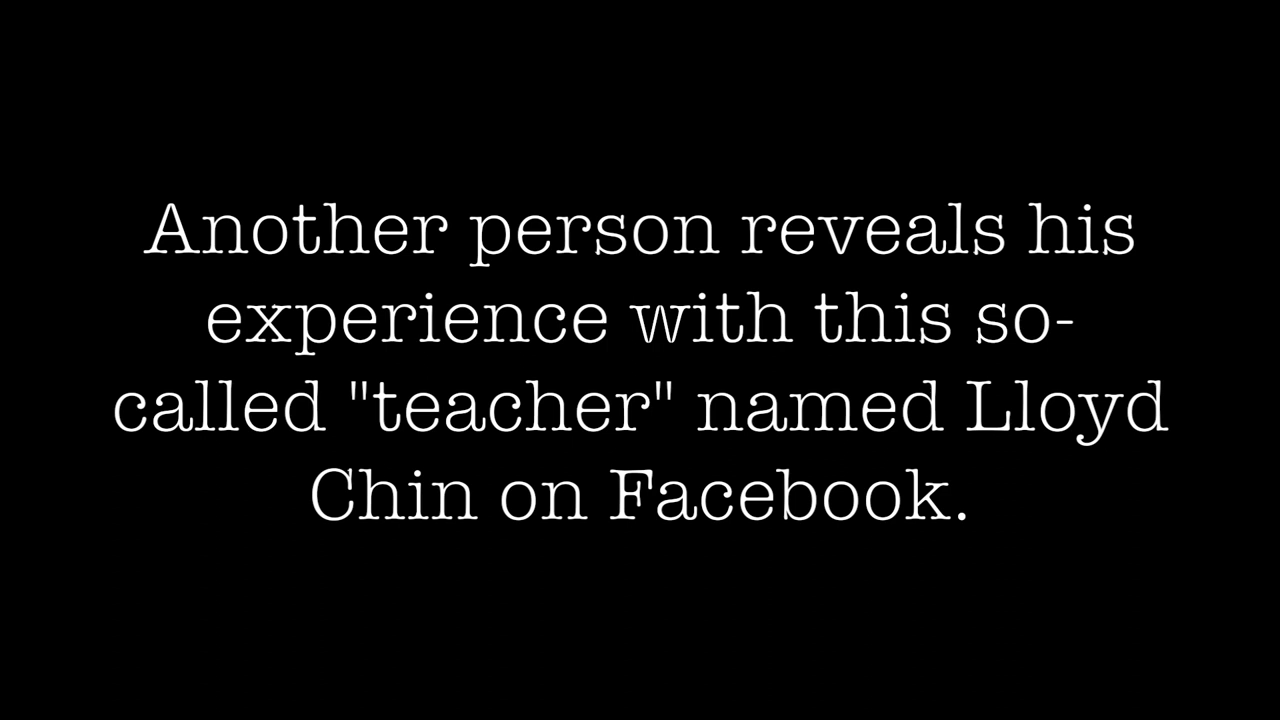 Another person reveals his
experience with this so-
called "teacher" named Lloyd
Chin on Facebook.